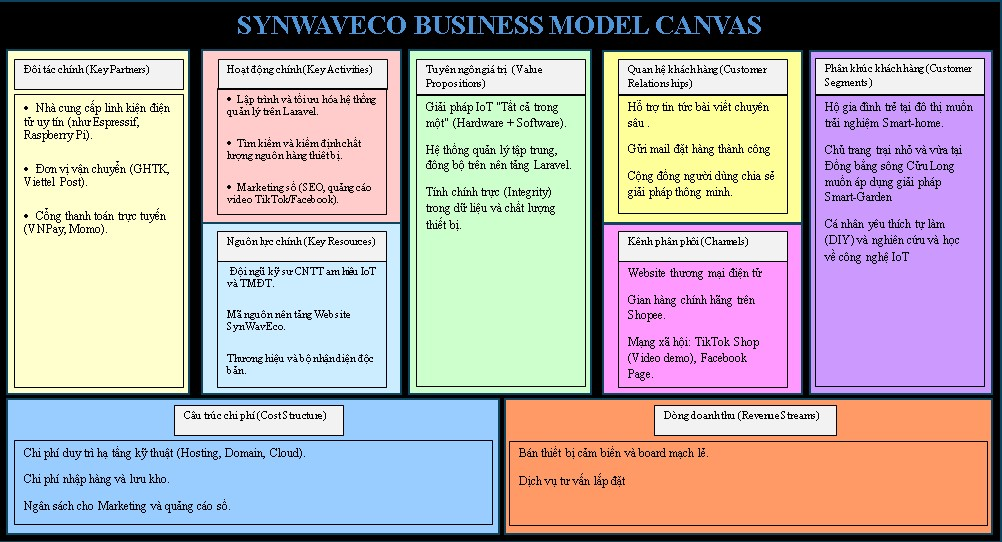 SYNWAVECO BUSINESS MODEL CANVAS
Đối tác chính (Key Partners)
• Nhà cung cấp linh kiện điện
tử uy tín (như Espressif,
Raspberry Pi).
• Đơn vị vận chuyển (GHTK,
Viettel Post).
• Cổng thanh toán trực tuyến
(VNPay, Momo).
Hoạt động chính (Key Activities)
• Lập trình và tối ưu hóa hệ thống
quản lý trên Laravel.
• Tìm kiếm và kiểm định chất
lượng nguồn hàng thiết bị.
• Marketing số (SEO, quảng cáo
video TikTok/Facebook).
Nguồn lực chính (Key Resources)
Đội ngũ kỹ sư CNTT am hiểu IoT
và TMĐT.
Mã nguồn nền tảng Website
SynWavEco.
Thương hiệu và bộ nhận diện độc
bản.
Tuyên ngôn giá trị (Value
Propositions)
Giải pháp IoT "Tất cả trong
một" (Hardware + Software).
Hệ thống quản lý tập trung,
đồng bộ trên nền tảng Laravel.
Tính chính trực (Integrity)
trong dữ liệu và chất lượng
thiết bị.
Quan hệ khách hàng (Customer
Relationships)
Hỗ trợ tin tức bài viết chuyên
sâu .
Gửi mail đặt hàng thành công
Cộng đồng người dùng chia sẻ
giải pháp thông minh.
Kênh phân phối (Channels)
Website thương mại điện tử
Gian hàng chính hãng trên
Shopee.
Mạng xã hội: TikTok Shop
(Video demo), Facebook
Page.
Phân khúc khách hàng (Customer
Segments)
Hộ gia đình trẻ tại đô thị muốn
trải nghiệm Smart-home.
Chủ trang trại nhỏ và vừa tại
Đồng bằng sông Cửu Long
muốn áp dụng giải pháp
Smart-Garden
Cá nhân yêu thích tự làm
(DIY) và nghiên cứu và học
về công nghệ IoT
Cấu trúc chi phí (Cost Structure)
Chi phí duy trì hạ tầng kỹ thuật (Hosting, Domain, Cloud).
Chi phí nhập hàng và lưu kho.
Ngân sách cho Marketing và quảng cáo số.
Dòng doanh thu (Revenue Streams)
Bán thiết bị cảm biến và board mạch lẻ.
Dịch vụ tư vấn lắp đặt